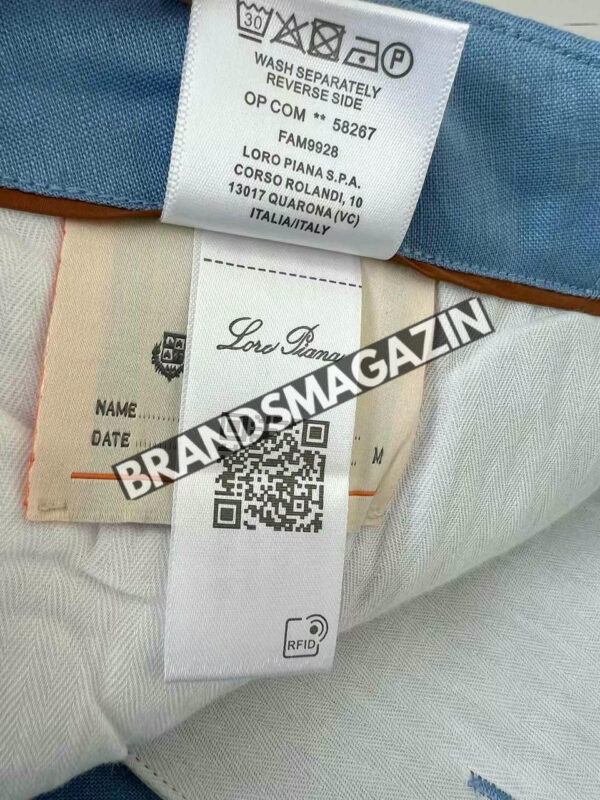 30
P
WASH SEPARATELY
REVERSE SIDE
OP COM ** 58267
FAM9928
LORO PIANA S.P.A.
CORSO ROLANDI, 10
13017 QUARONA (VC)
ITALIA/ITALY
Loro Piana
BRANDSMAGAZIN
NAME
DATE
M
RFID